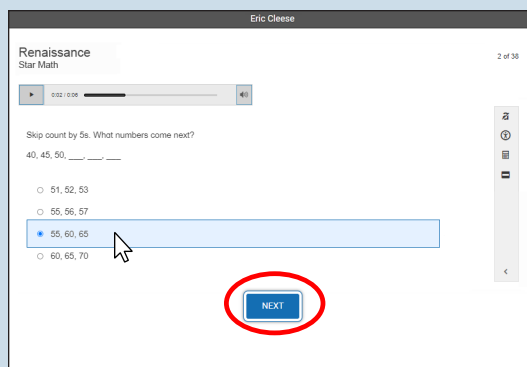 Eric Cleese
Renaissance
Star Math
2 of 38
0:02 / 0:06
Skip count by 5s. What numbers come next?
40, 45, 50, ___, ___, ___
51, 52, 53
55, 56, 57
55, 60, 65
60, 65, 70
NEXT